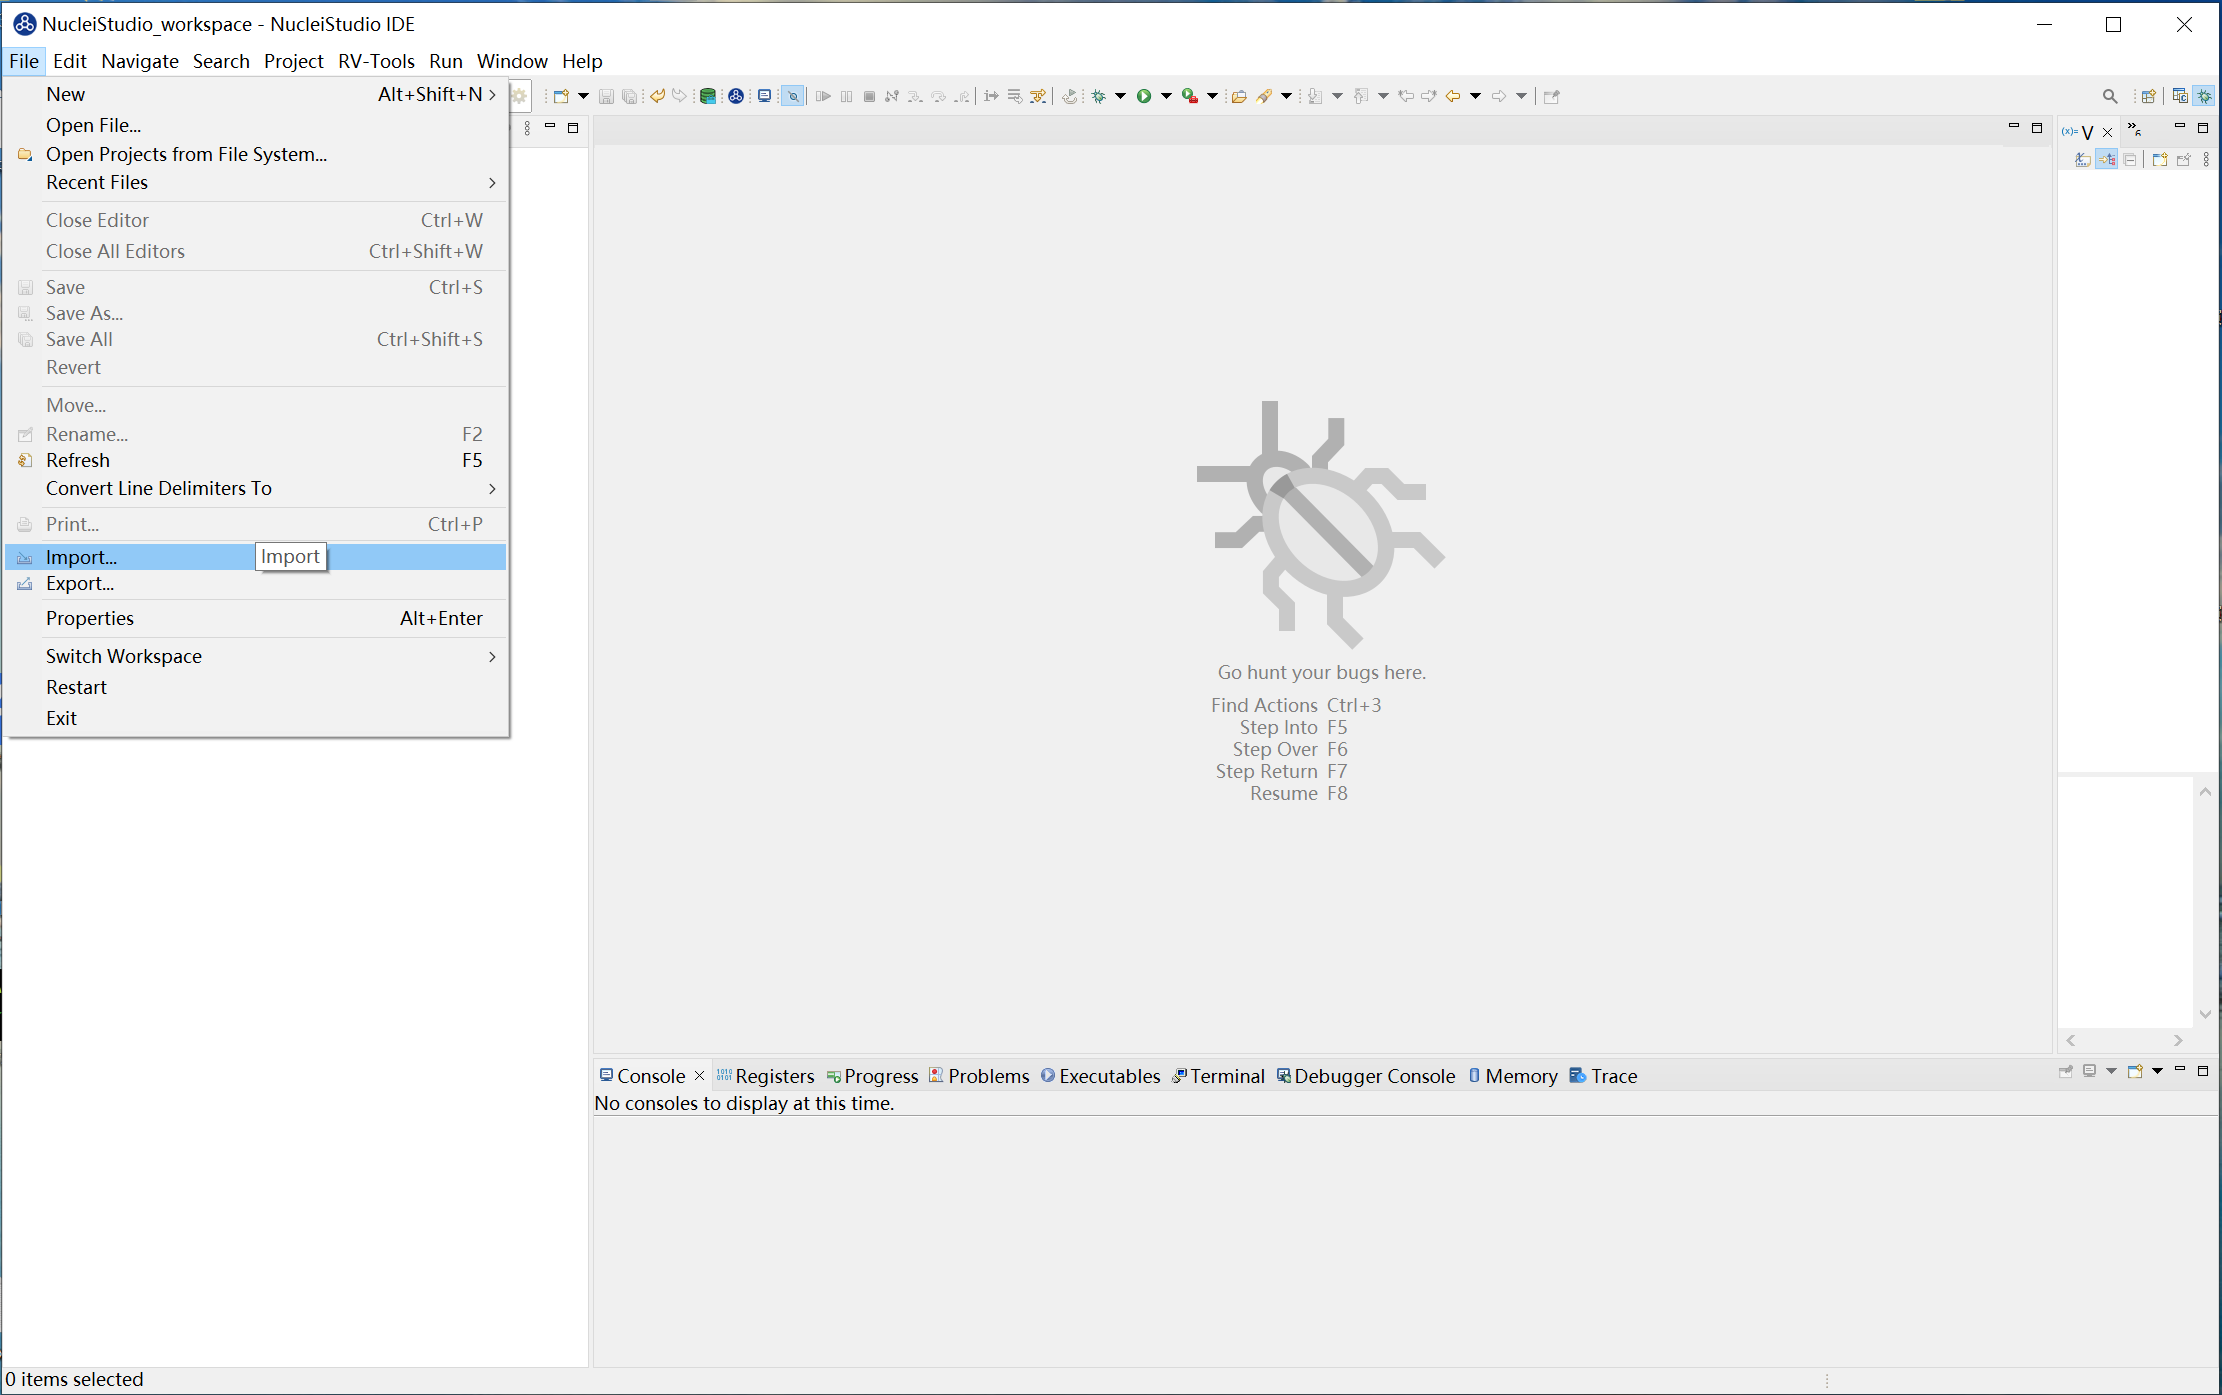 NucleiStudio_workspace - NucleiStudio IDE
File Edit Navigate Search Project RV-Tools Run Window Help
New Alt+Shift+N
Open File...
Open Projects from File System...
Recent Files
Close Editor Ctrl+W
Close All Editors Ctrl+Shift+W
Save Ctrl+S
Save As...
Save All Ctrl+Shift+S
Revert
Move...
Rename... F2
Refresh F5
Convert Line Delimiters To
Print... Ctrl+P
Import... Import
Export...
Properties Alt+Enter
Switch Workspace
Restart
Exit
(x)= V
6
Go hunt your bugs here.
Find Actions Ctrl+3
Step Into F5
Step Over F6
Step Return F7
Resume F8
Console Registers Progress Problems Executables Terminal Debugger Console Memory Trace
No consoles to display at this time.
0 items selected